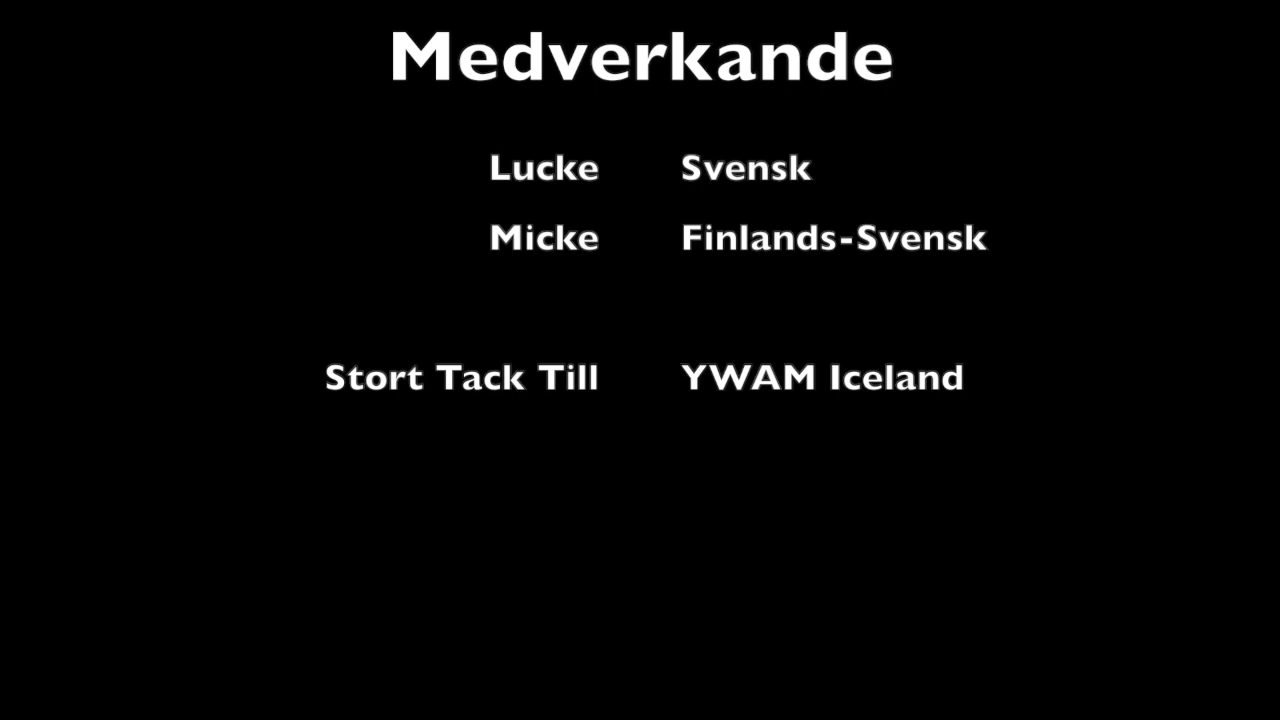 Medverkande
Lucke Svensk
Micke Finlands-Svensk
Stort Tack Till YWAM Iceland